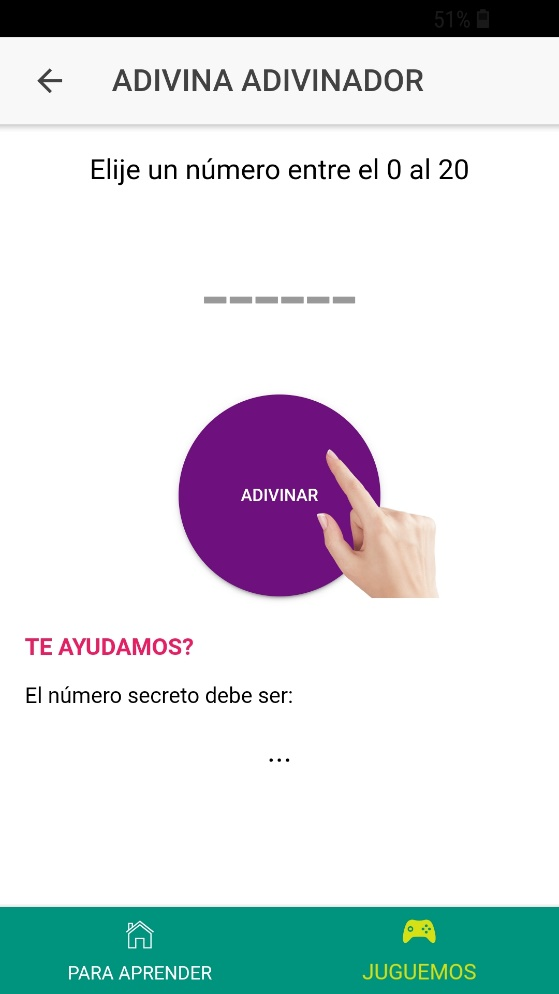 51%
ADIVINA ADIVINADOR
Elije un número entre el 0 al 20
ADIVINAR
TE AYUDAMOS?
El número secreto debe ser:
...
PARA APRENDER
JUGUEMOS